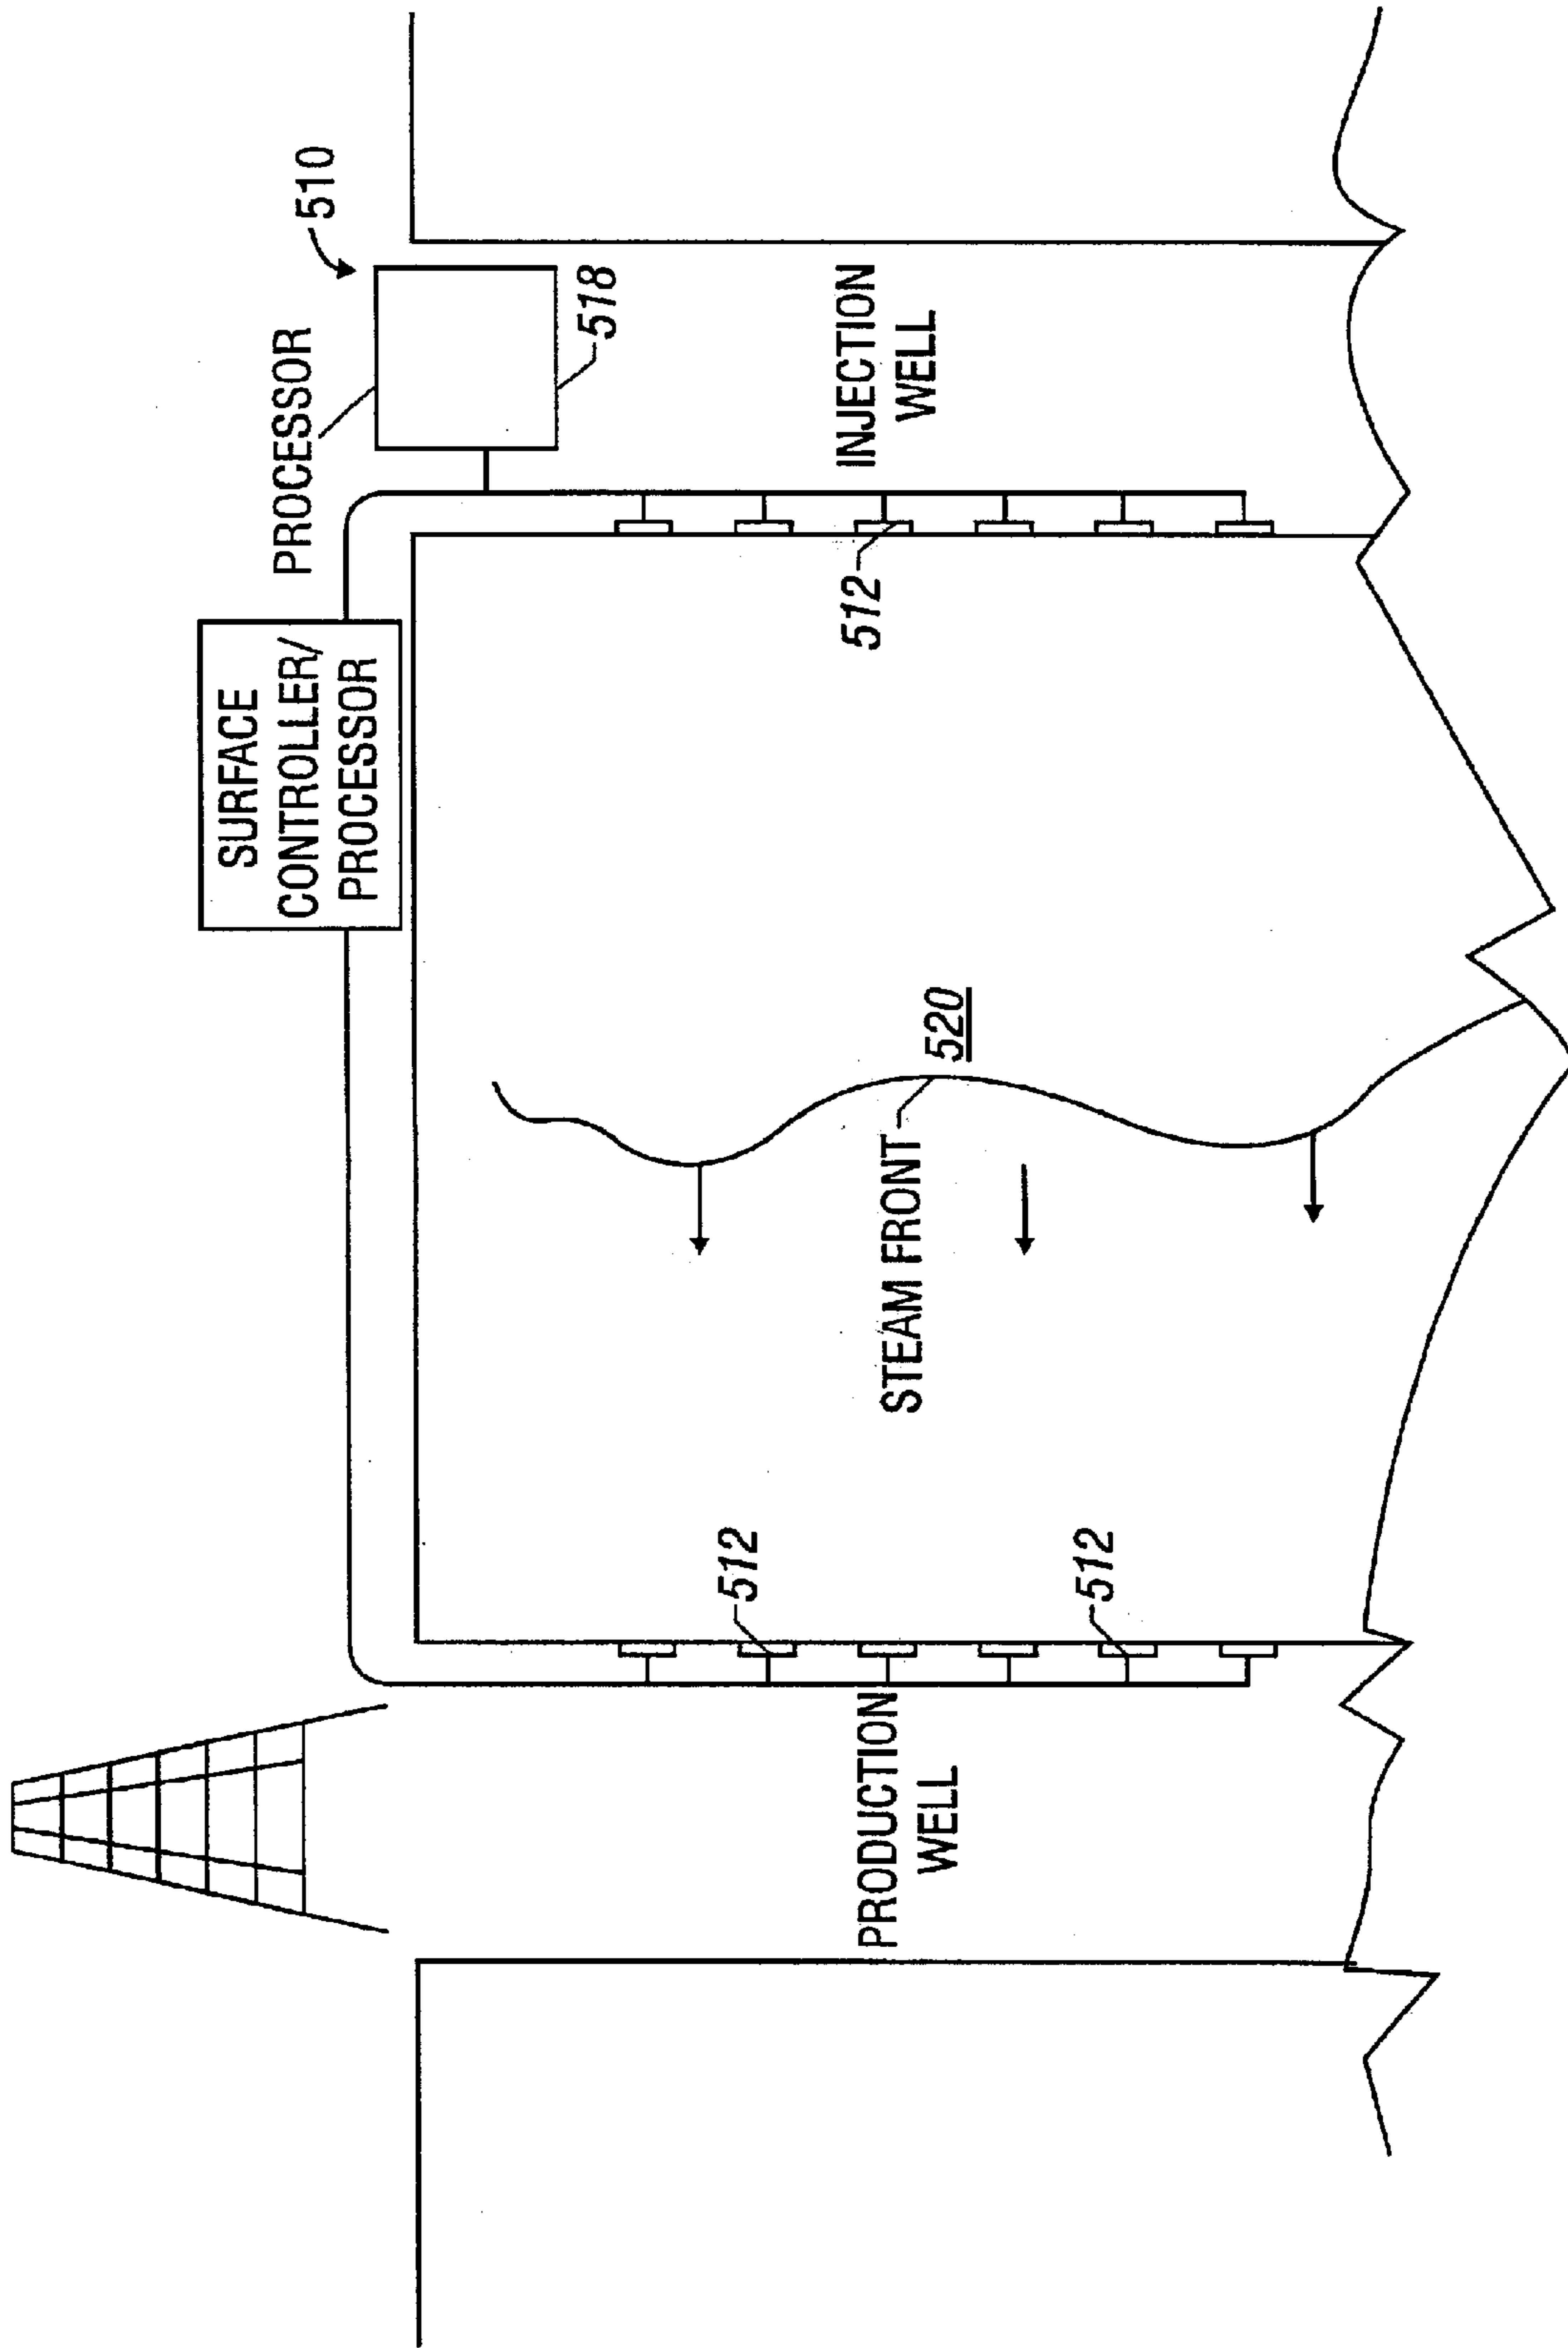 SURFACE
CONTROLLER/
PROCESSOR
PROCESSOR
510
518
512
512
512
PRODUCTION
WELL
STEAM FRONT
520
INJECTION
WELL